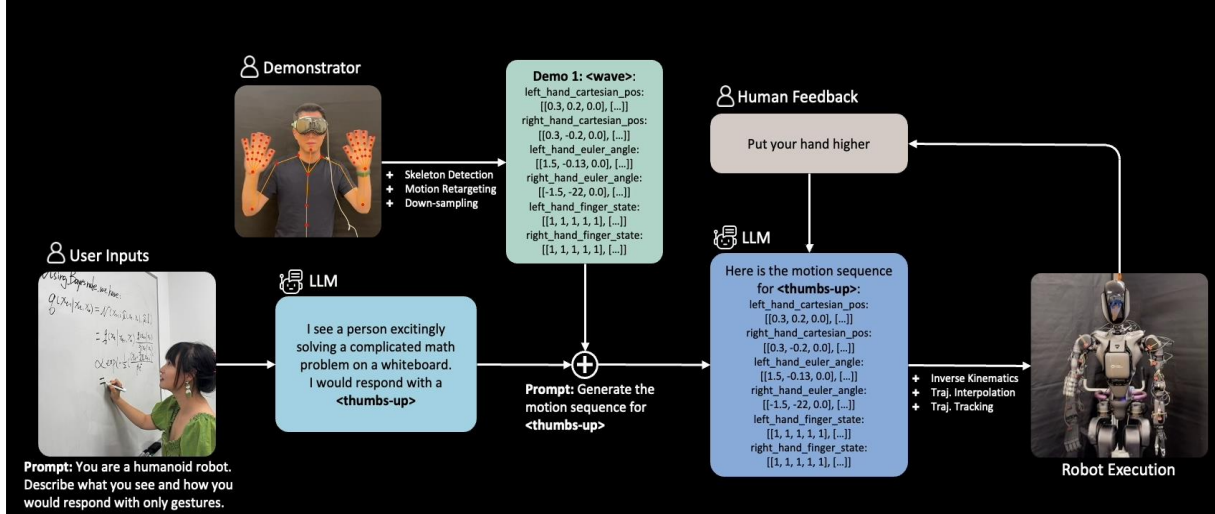 Demonstrator
+ Skeleton Detection
+ Motion Retargeting
+ Down-sampling
Demo 1: <wave>:
left_hand_cartesian_pos:
[[0.3, 0.2, 0.0], […]]
right_hand_cartesian_pos:
[[0.3, -0.2, 0.0], […]]
left_hand_euler_angle:
[[1.5, -0.13, 0.0], […]]
right_hand_euler_angle:
[[-1.5, -22, 0.0], […]]
left_hand_finger_state:
[[1, 1, 1, 1, 1], […]]
right_hand_finger_state:
[[1, 1, 1, 1, 1], […]]
Human Feedback
Put your hand higher
User Inputs
Using Bayes rule, we have:
Prompt: You are a humanoid robot.
Describe what you see and how you
would respond with only gestures.
LLM
I see a person excitingly
solving a complicated math
problem on a whiteboard.
I would respond with a
<thumbs-up>
Prompt: Generate the
motion sequence for
<thumbs-up>
LLM
Here is the motion sequence
for <thumbs-up>:
left_hand_cartesian_pos:
[[0.3, 0.2, 0.0], […]]
right_hand_cartesian_pos:
[[0.3, -0.2, 0.0], […]]
left_hand_euler_angle:
[[1.5, -0.13, 0.0], […]]
right_hand_euler_angle:
[[-1.5, -22, 0.0], […]]
left_hand_finger_state:
[[1, 1, 1, 1, 1], […]]
right_hand_finger_state:
[[1, 1, 1, 1, 1], […]]
+ Inverse Kinematics
+ Traj. Interpolation
+ Traj. Tracking
Robot Execution